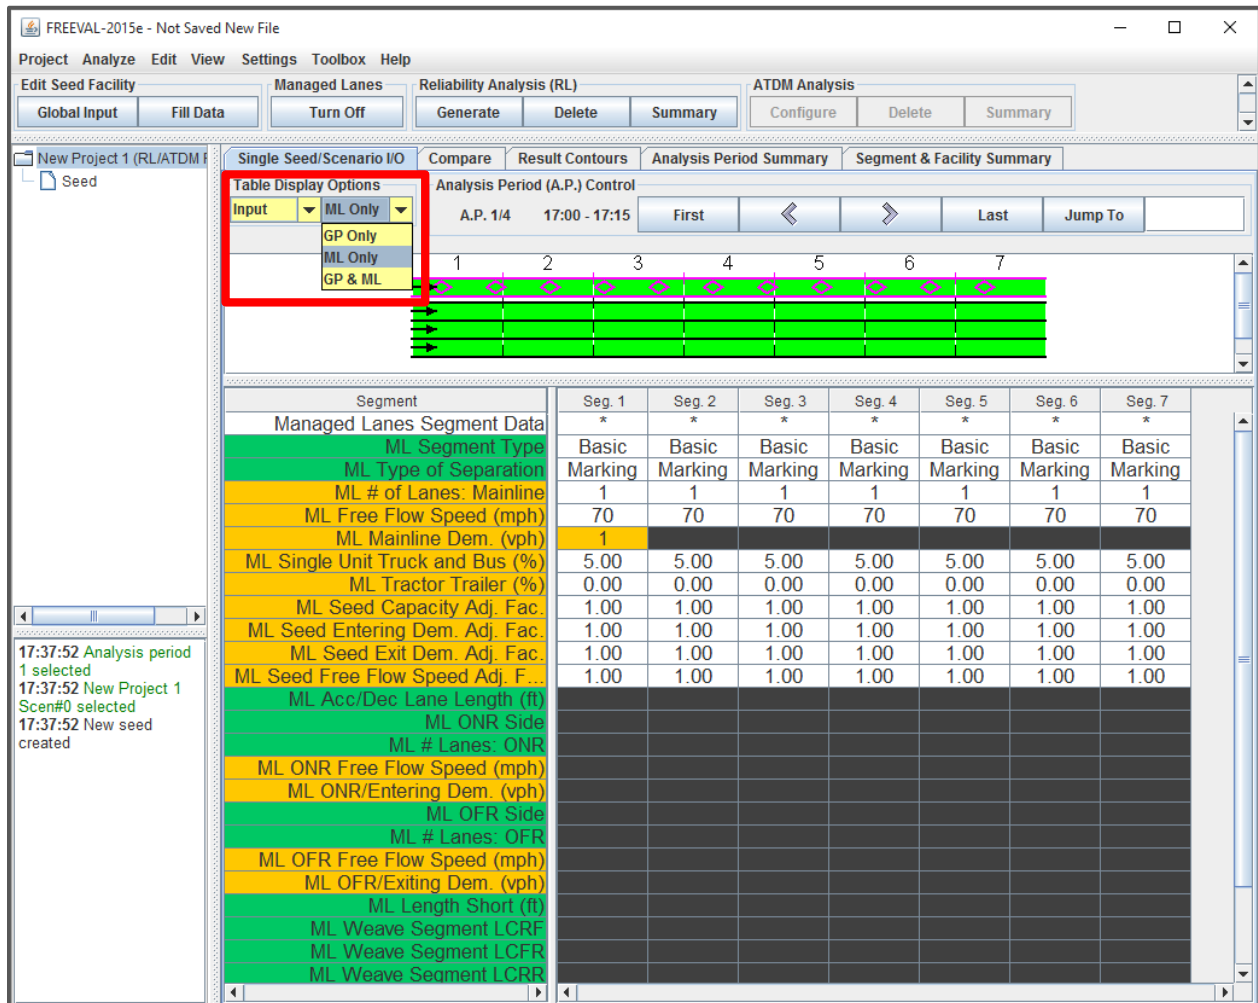 FREEVAL-2015e - Not Saved New File
Project Analyze Edit View Settings Toolbox Help
Edit Seed Facility Managed Lanes Reliability Analysis (RL) ATDM Analysis
Global Input Fill Data Turn Off Generate Delete Summary Configure Delete Summary
New Project 1 (RL/ATDM
Seed
Single Seed/Scenario I/O Compare Result Contours Analysis Period Summary Segment & Facility Summary
Table Display Options Analysis Period (A.P.) Control
Input ML Only A.P. 1/4 17:00 - 17:15 First Last Jump To
GP Only
ML Only
GP & ML
1 2 3 4 5 6 7
Segment Seg. 1 Seg. 2 Seg. 3 Seg. 4 Seg. 5 Seg. 6 Seg. 7
Managed Lanes Segment Data * * * * * * *
ML Segment Type Basic Basic Basic Basic Basic Basic Basic
ML Type of Separation Marking Marking Marking Marking Marking Marking Marking
ML # of Lanes: Mainline 1 1 1 1 1 1 1
ML Free Flow Speed (mph) 70 70 70 70 70 70 70
ML Mainline Dem. (vph) 1
ML Single Unit Truck and Bus (%) 5.00 5.00 5.00 5.00 5.00 5.00 5.00
ML Tractor Trailer (%) 0.00 0.00 0.00 0.00 0.00 0.00 0.00
ML Seed Capacity Adj. Fac. 1.00 1.00 1.00 1.00 1.00 1.00 1.00
ML Seed Entering Dem. Adj. Fac. 1.00 1.00 1.00 1.00 1.00 1.00 1.00
ML Seed Exit Dem. Adj. Fac. 1.00 1.00 1.00 1.00 1.00 1.00 1.00
ML Seed Free Flow Speed Adj. F... 1.00 1.00 1.00 1.00 1.00 1.00 1.00
ML Acc/Dec Lane Length (ft)
ML ONR Side
ML # Lanes: ONR
ML ONR Free Flow Speed (mph)
ML ONR/Entering Dem. (vph)
ML OFR Side
ML # Lanes: OFR
ML OFR Free Flow Speed (mph)
ML OFR/Exiting Dem. (vph)
ML Length Short (ft)
ML Weave Segment LCRF
ML Weave Segment LCFR
ML Weave Segment LCRR
17:37:52 Analysis period
1 selected
17:37:52 New Project 1
Scen#0 selected
17:37:52 New seed
created